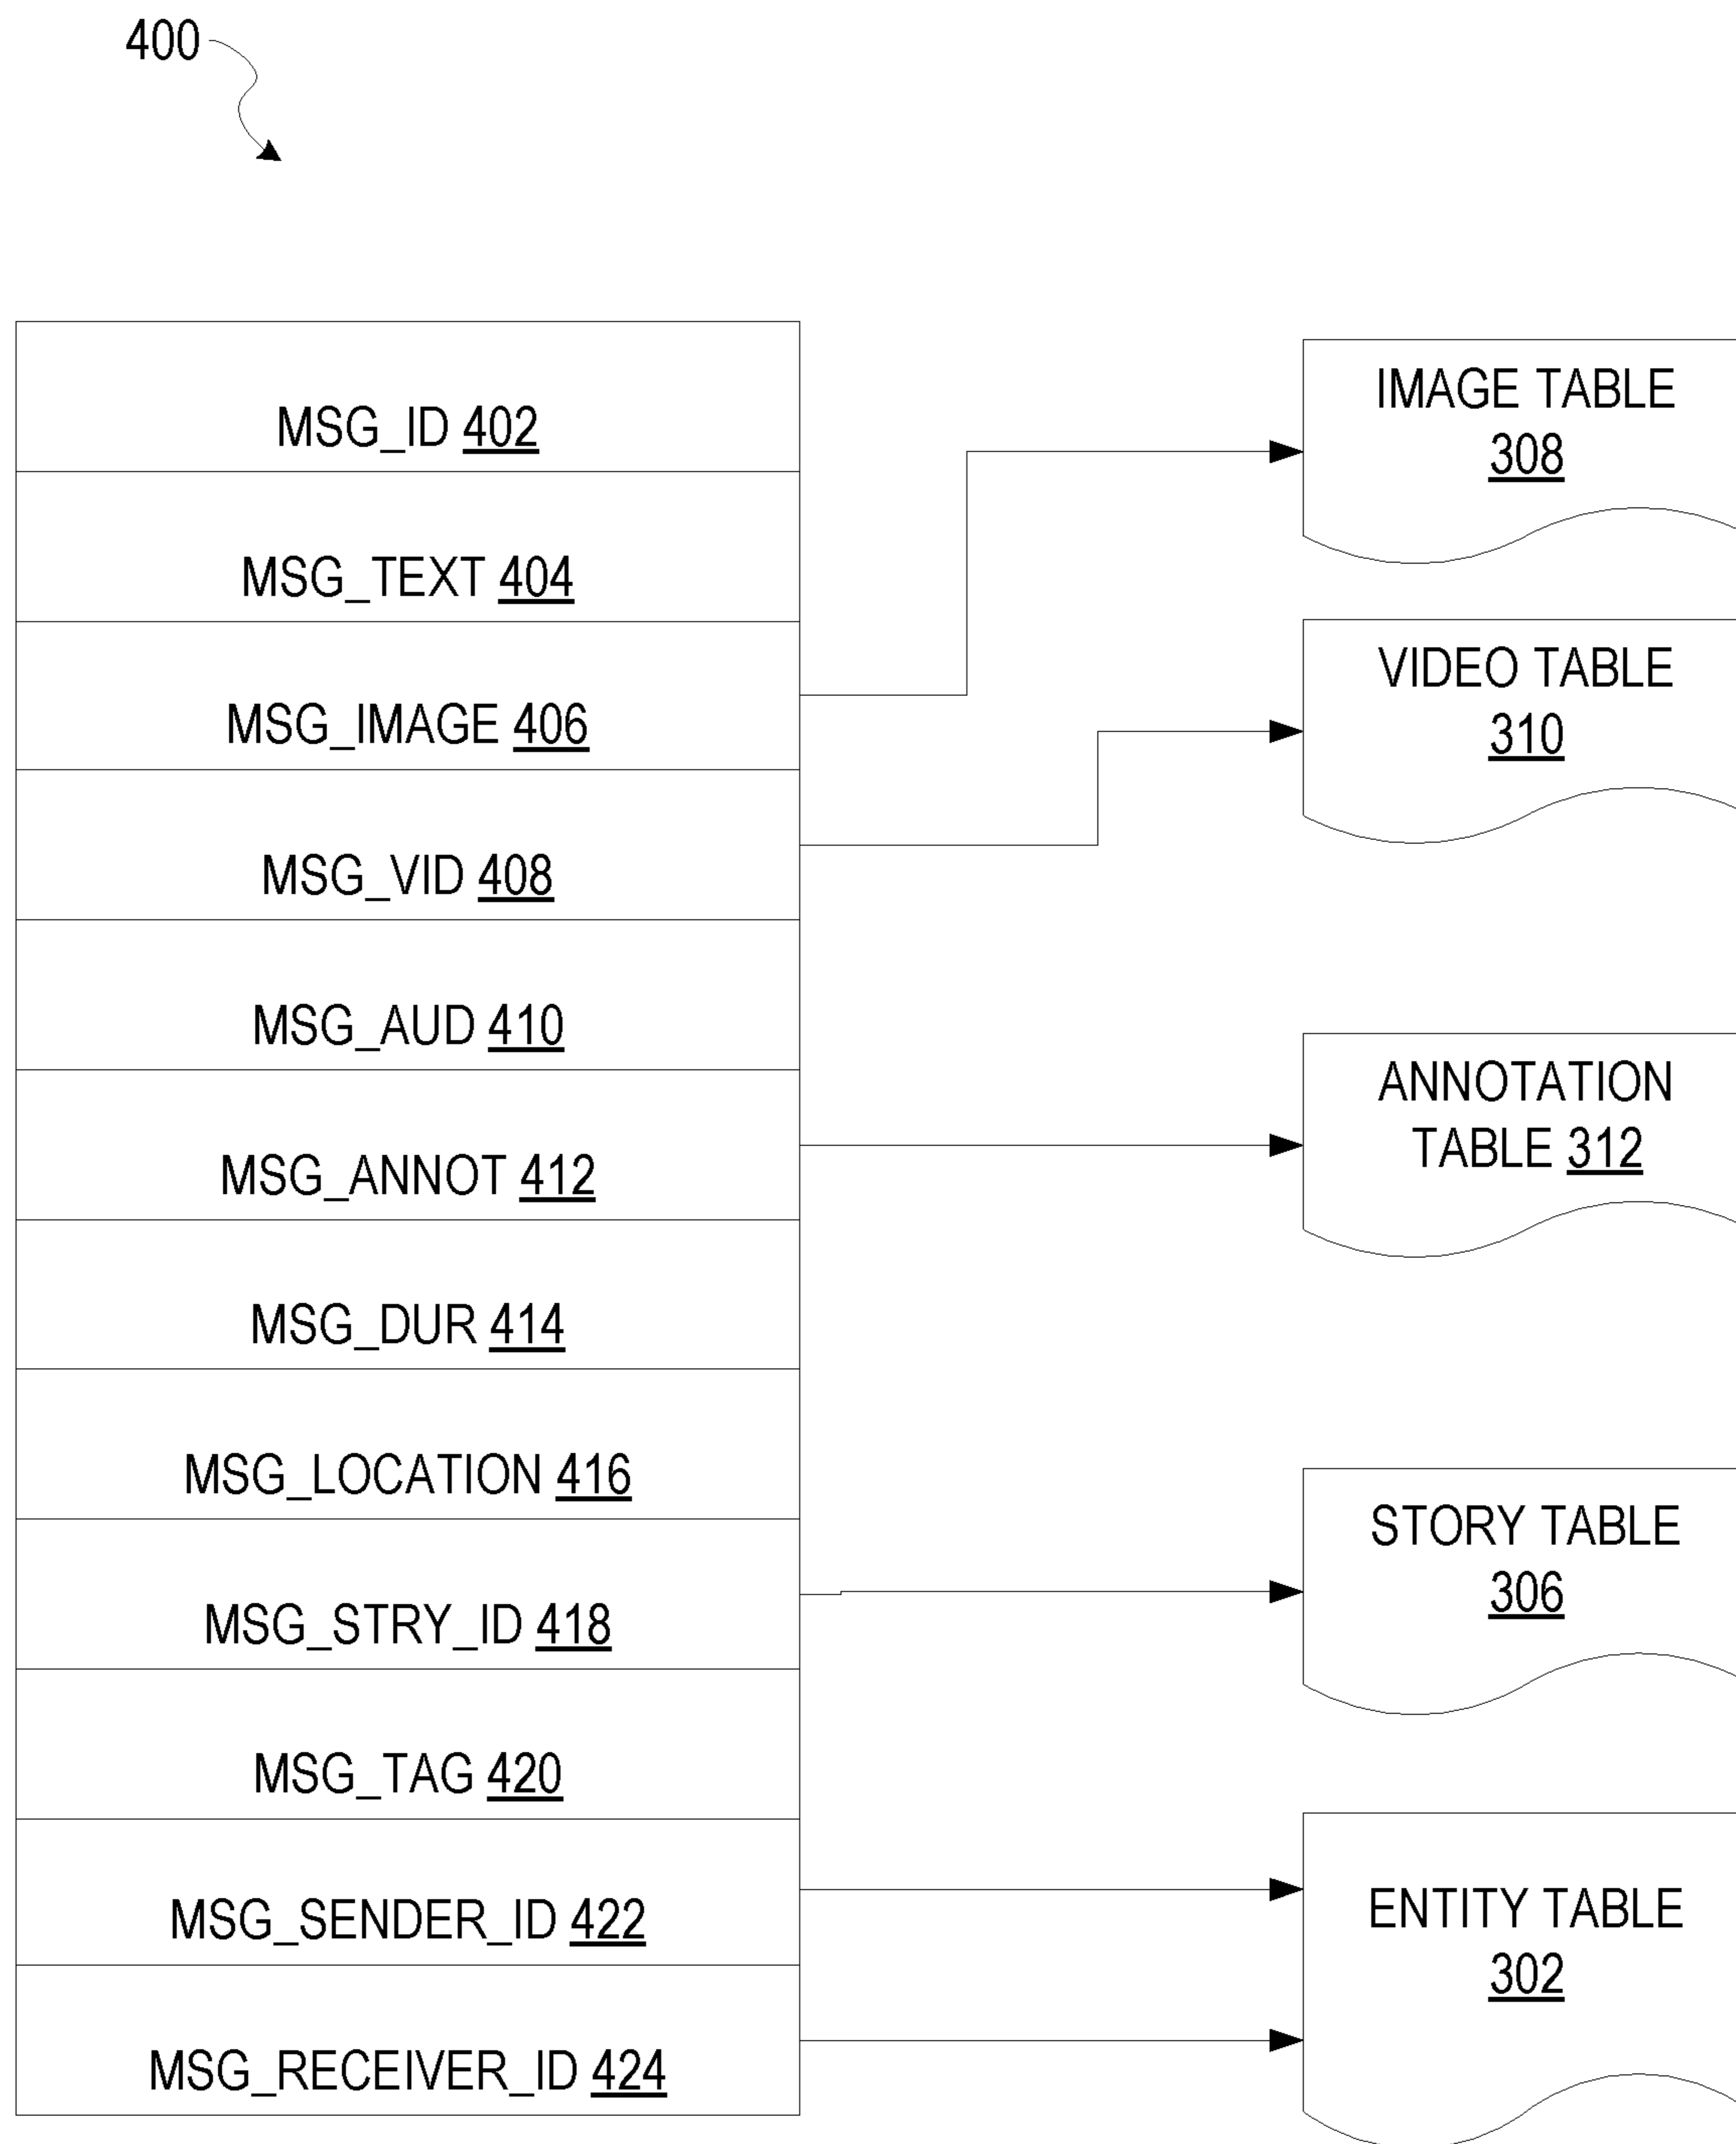 400
MSG_ID 402
MSG_TEXT 404
MSG_IMAGE 406
MSG_VID 408
MSG_AUD 410
MSG_ANNOT 412
MSG_DUR 414
MSG_LOCATION 416
MSG_STRY_ID 418
MSG_TAG 420
MSG_SENDER_ID 422
MSG_RECEIVER_ID 424
IMAGE TABLE
308
VIDEO TABLE
310
ANNOTATION
TABLE 312
STORY TABLE
306
ENTITY TABLE
302